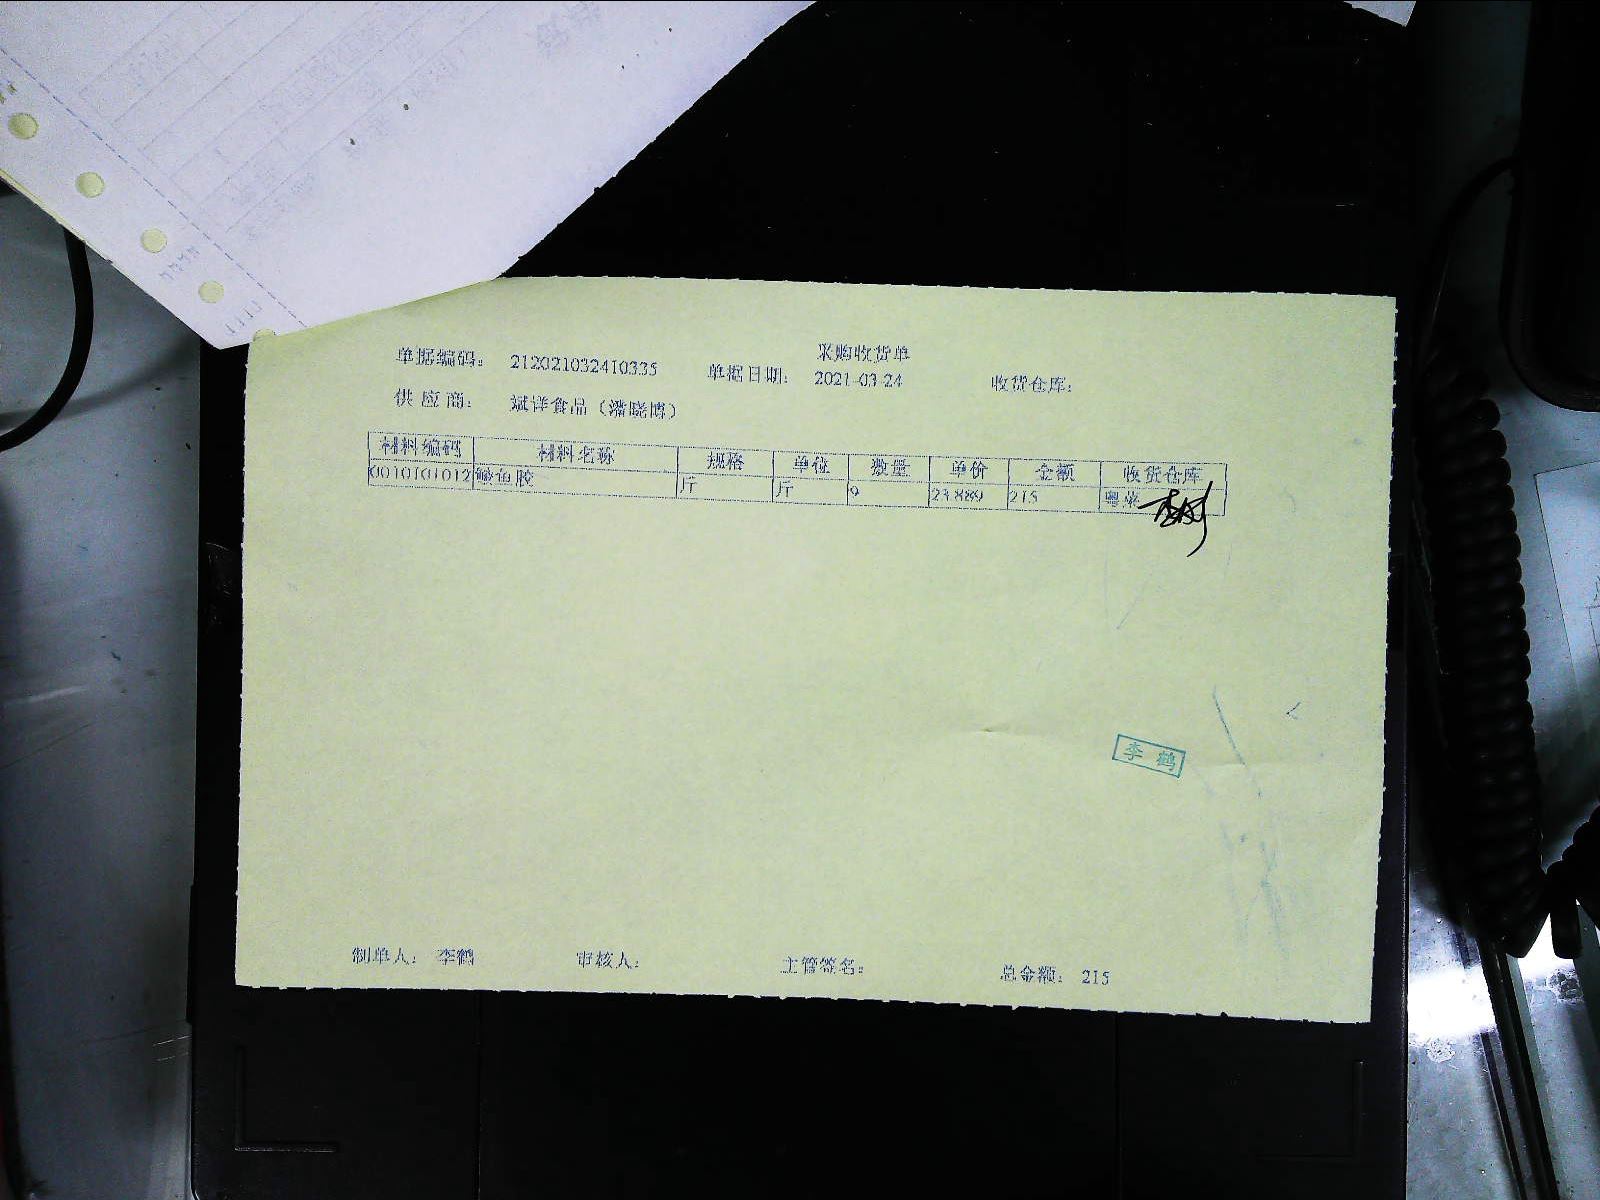 采购收货单
单据编码: 212021032410335 单据日期: 2021-03-24 收货仓库:
供应商: 斌洋食品（潘晓博）
材料编码 材料名称 规格 单位 数量 单价 金额 收货仓库
0010101012 鳑鱼胶 斤 斤 9 23.889 215 粤菜
李鹤
制单人: 李鹤 审核人: 主管签名: 总金额: 215